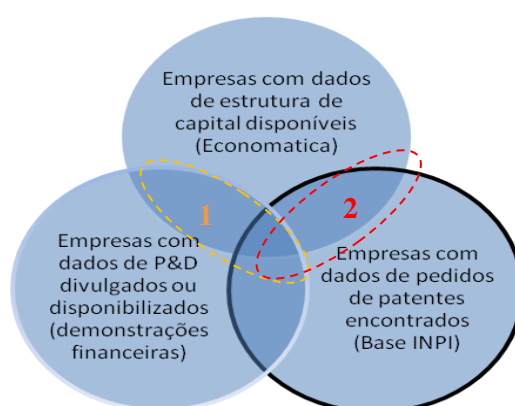 Empresas com dados
de estrutura de
capital disponíveis
(Economatica)
1
2
Empresas com
dados de P&D
divulgados ou
disponibilizados
(demonstrações
financeiras)
Empresas com
dados de pedidos
de patentes
encontrados
(Base INPI)